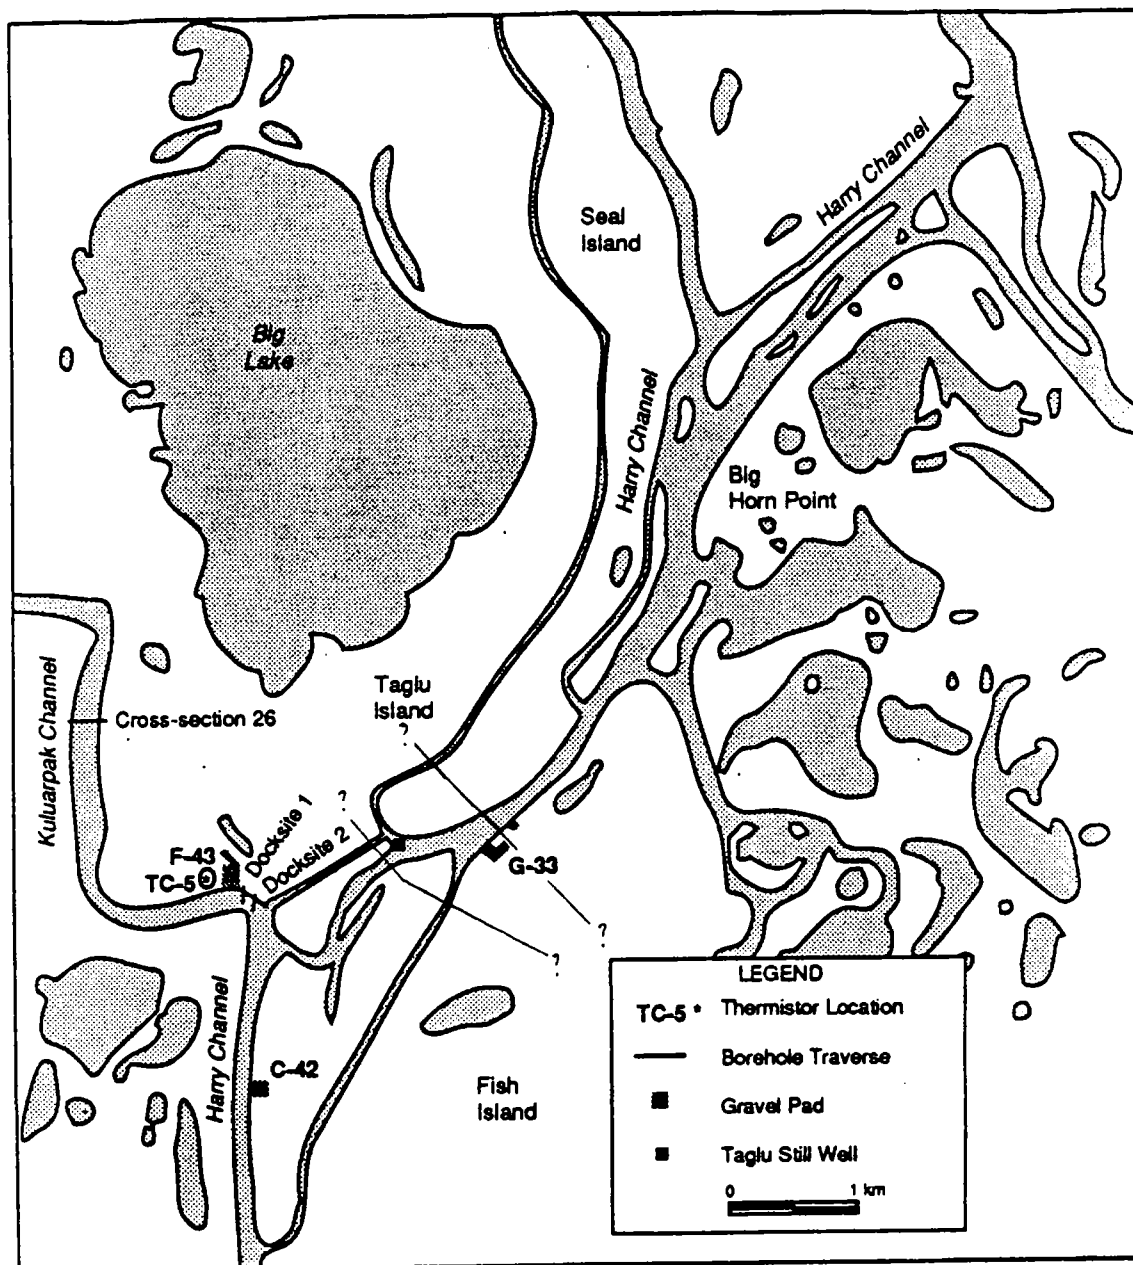 Harry Channel
Seal
Island
Big
Lake
Harry Channel
Big
Horn Point
Taglu
Island
?
Kuluarpak Channel
Cross-section 26
?
Docksite 1
Docksite 2
F-43
TC-5
G-33
?
?
Harry Channel
C-42
Fish
Island
LEGEND
TC-5 • Thermistor Location
Borehole Traverse
Gravel Pad
Taglu Still Well
0 1 km